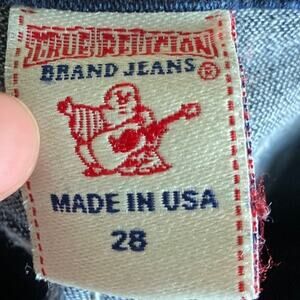 TRUE RELIGION
BRAND JEANS ®
MADE IN USA
28